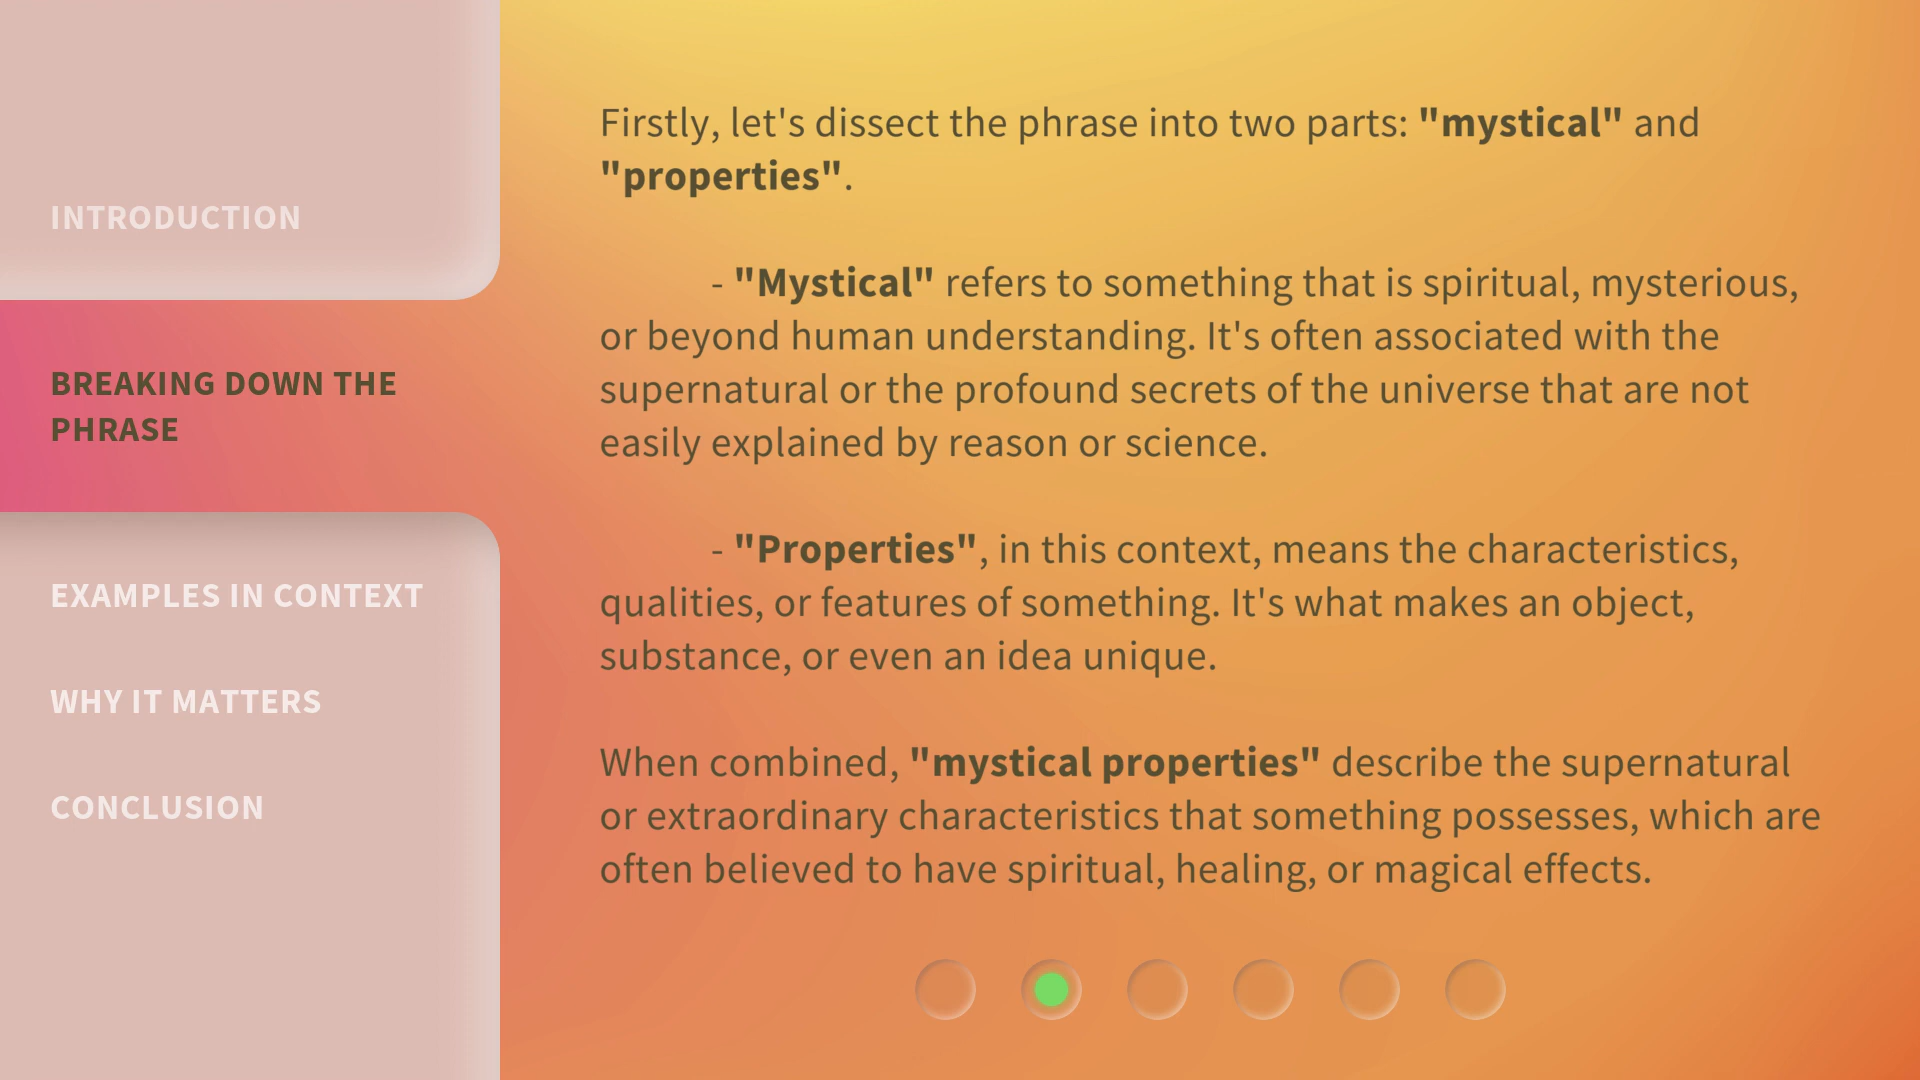 INTRODUCTION
BREAKING DOWN THE
PHRASE
EXAMPLES IN CONTEXT
WHY IT MATTERS
CONCLUSION
Firstly, let's dissect the phrase into two parts: "mystical" and
"properties".
- "Mystical" refers to something that is spiritual, mysterious,
or beyond human understanding. It's often associated with the
supernatural or the profound secrets of the universe that are not
easily explained by reason or science.
- "Properties", in this context, means the characteristics,
qualities, or features of something. It's what makes an object,
substance, or even an idea unique.
When combined, "mystical properties" describe the supernatural
or extraordinary characteristics that something possesses, which are
often believed to have spiritual, healing, or magical effects.